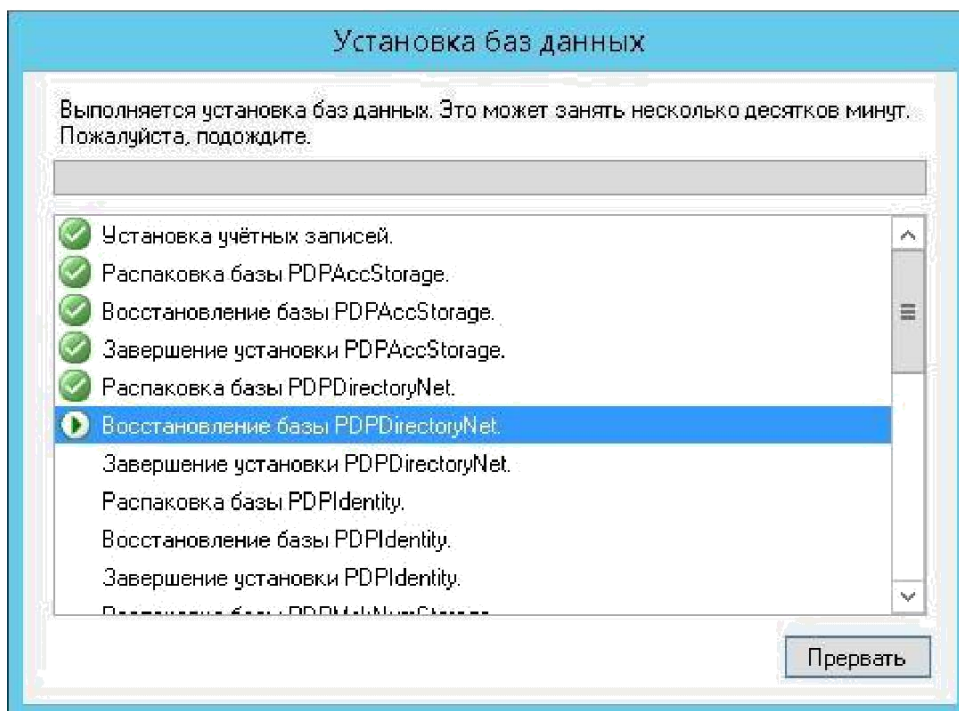 Установка баз данных
Выполняется установка баз данных. Это может занять несколько десятков минут.
Пожалуйста, подождите.
Установка учётных записей.
Распаковка базы PDPAccStorage.
Восстановление базы PDPAccStorage.
Завершение установки PDPAccStorage.
Распаковка базы PDPDirectoryNet.
Восстановление базы PDPDirectoryNet.
Завершение установки PDPDirectoryNet.
Распаковка базы PDPIdentity.
Восстановление базы PDPIdentity.
Завершение установки PDPIdentity.
Распаковка базы
Прервать